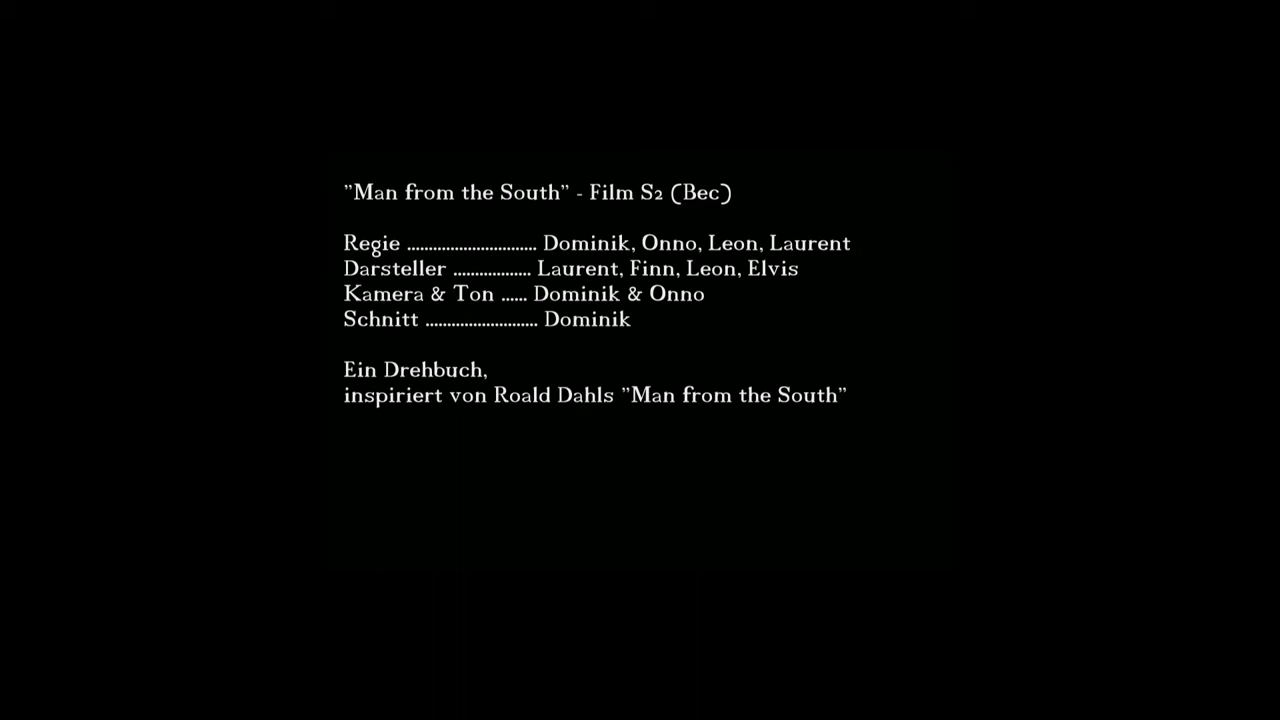 "Man from the South" - Film S2 (Bec)
Regie .............................. Dominik, Onno, Leon, Laurent
Darsteller .................. Laurent, Finn, Leon, Elvis
Kamera & Ton ...... Dominik & Onno
Schnitt .......................... Dominik
Ein Drehbuch,
inspiriert von Roald Dahls "Man from the South"